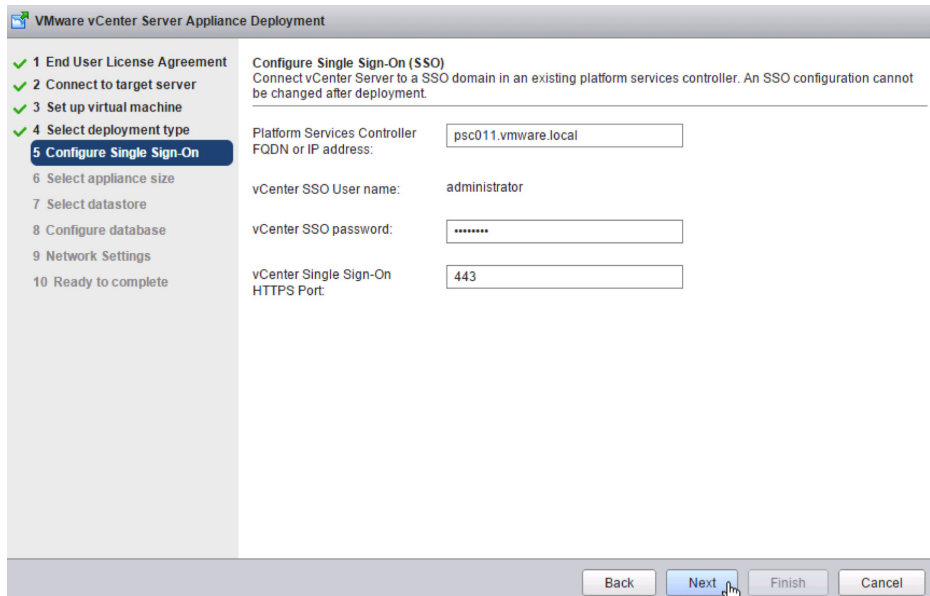 VMware vCenter Server Appliance Deployment
1 End User License Agreement
2 Connect to target server
3 Set up virtual machine
4 Select deployment type
5 Configure Single Sign-On
6 Select appliance size
7 Select datastore
8 Configure database
9 Network Settings
10 Ready to complete
Configure Single Sign-On (SSO)
Connect vCenter Server to a SSO domain in an existing platform services controller. An SSO configuration cannot
be changed after deployment.
Platform Services Controller
FQDN or IP address:
psc011.vmware.local
vCenter SSO User name:
administrator
vCenter SSO password:
••••••••
vCenter Single Sign-On
HTTPS Port:
443
Back
Next
Finish
Cancel